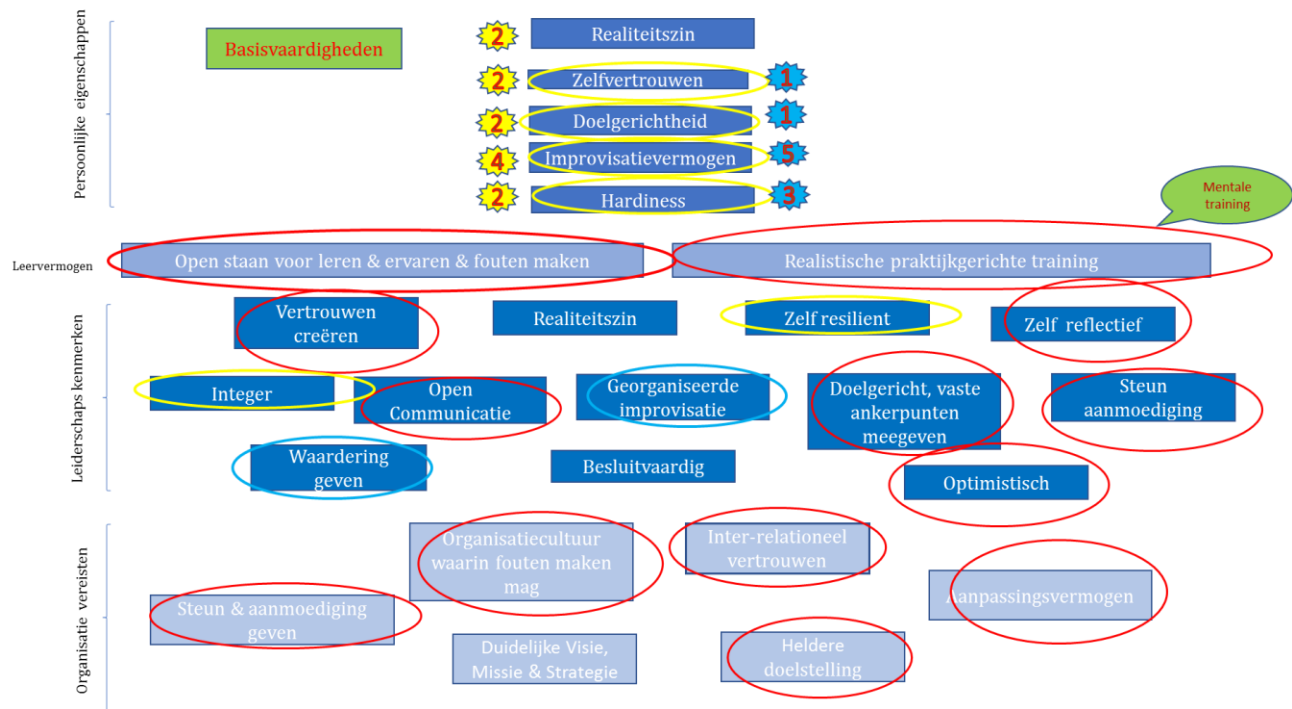 Persoonlijke eigenschappen
Basisvaardigheden
2
Realiteitszin
2
Zelfvertrouwen
1
2
Doelgerichtheid
1
4
Improvisatievermogen
5
2
Hardiness
3
Mentale
training
Leervermogen
Open staan voor leren & ervaren & fouten maken
Realistische praktijkgerichte training
Leiderschaps kenmerken
Vertrouwen
creëren
Realiteitszin
Zelf resilient
Zelf reflectief
Integer
Open
Communicatie
Georganiseerde
improvisatie
Doelgericht, vaste
ankerpunten
meegeven
Steun
aanmoediging
Waardering
geven
Besluitvaardig
Optimistisch
Organisatie vereisten
Organisatiecultuur
waarin fouten maken
mag
Inter-relationeel
vertrouwen
Aanpassingsvermogen
Steun & aanmoediging
geven
Duidelijke Visie,
Missie & Strategie
Heldere
doelstelling